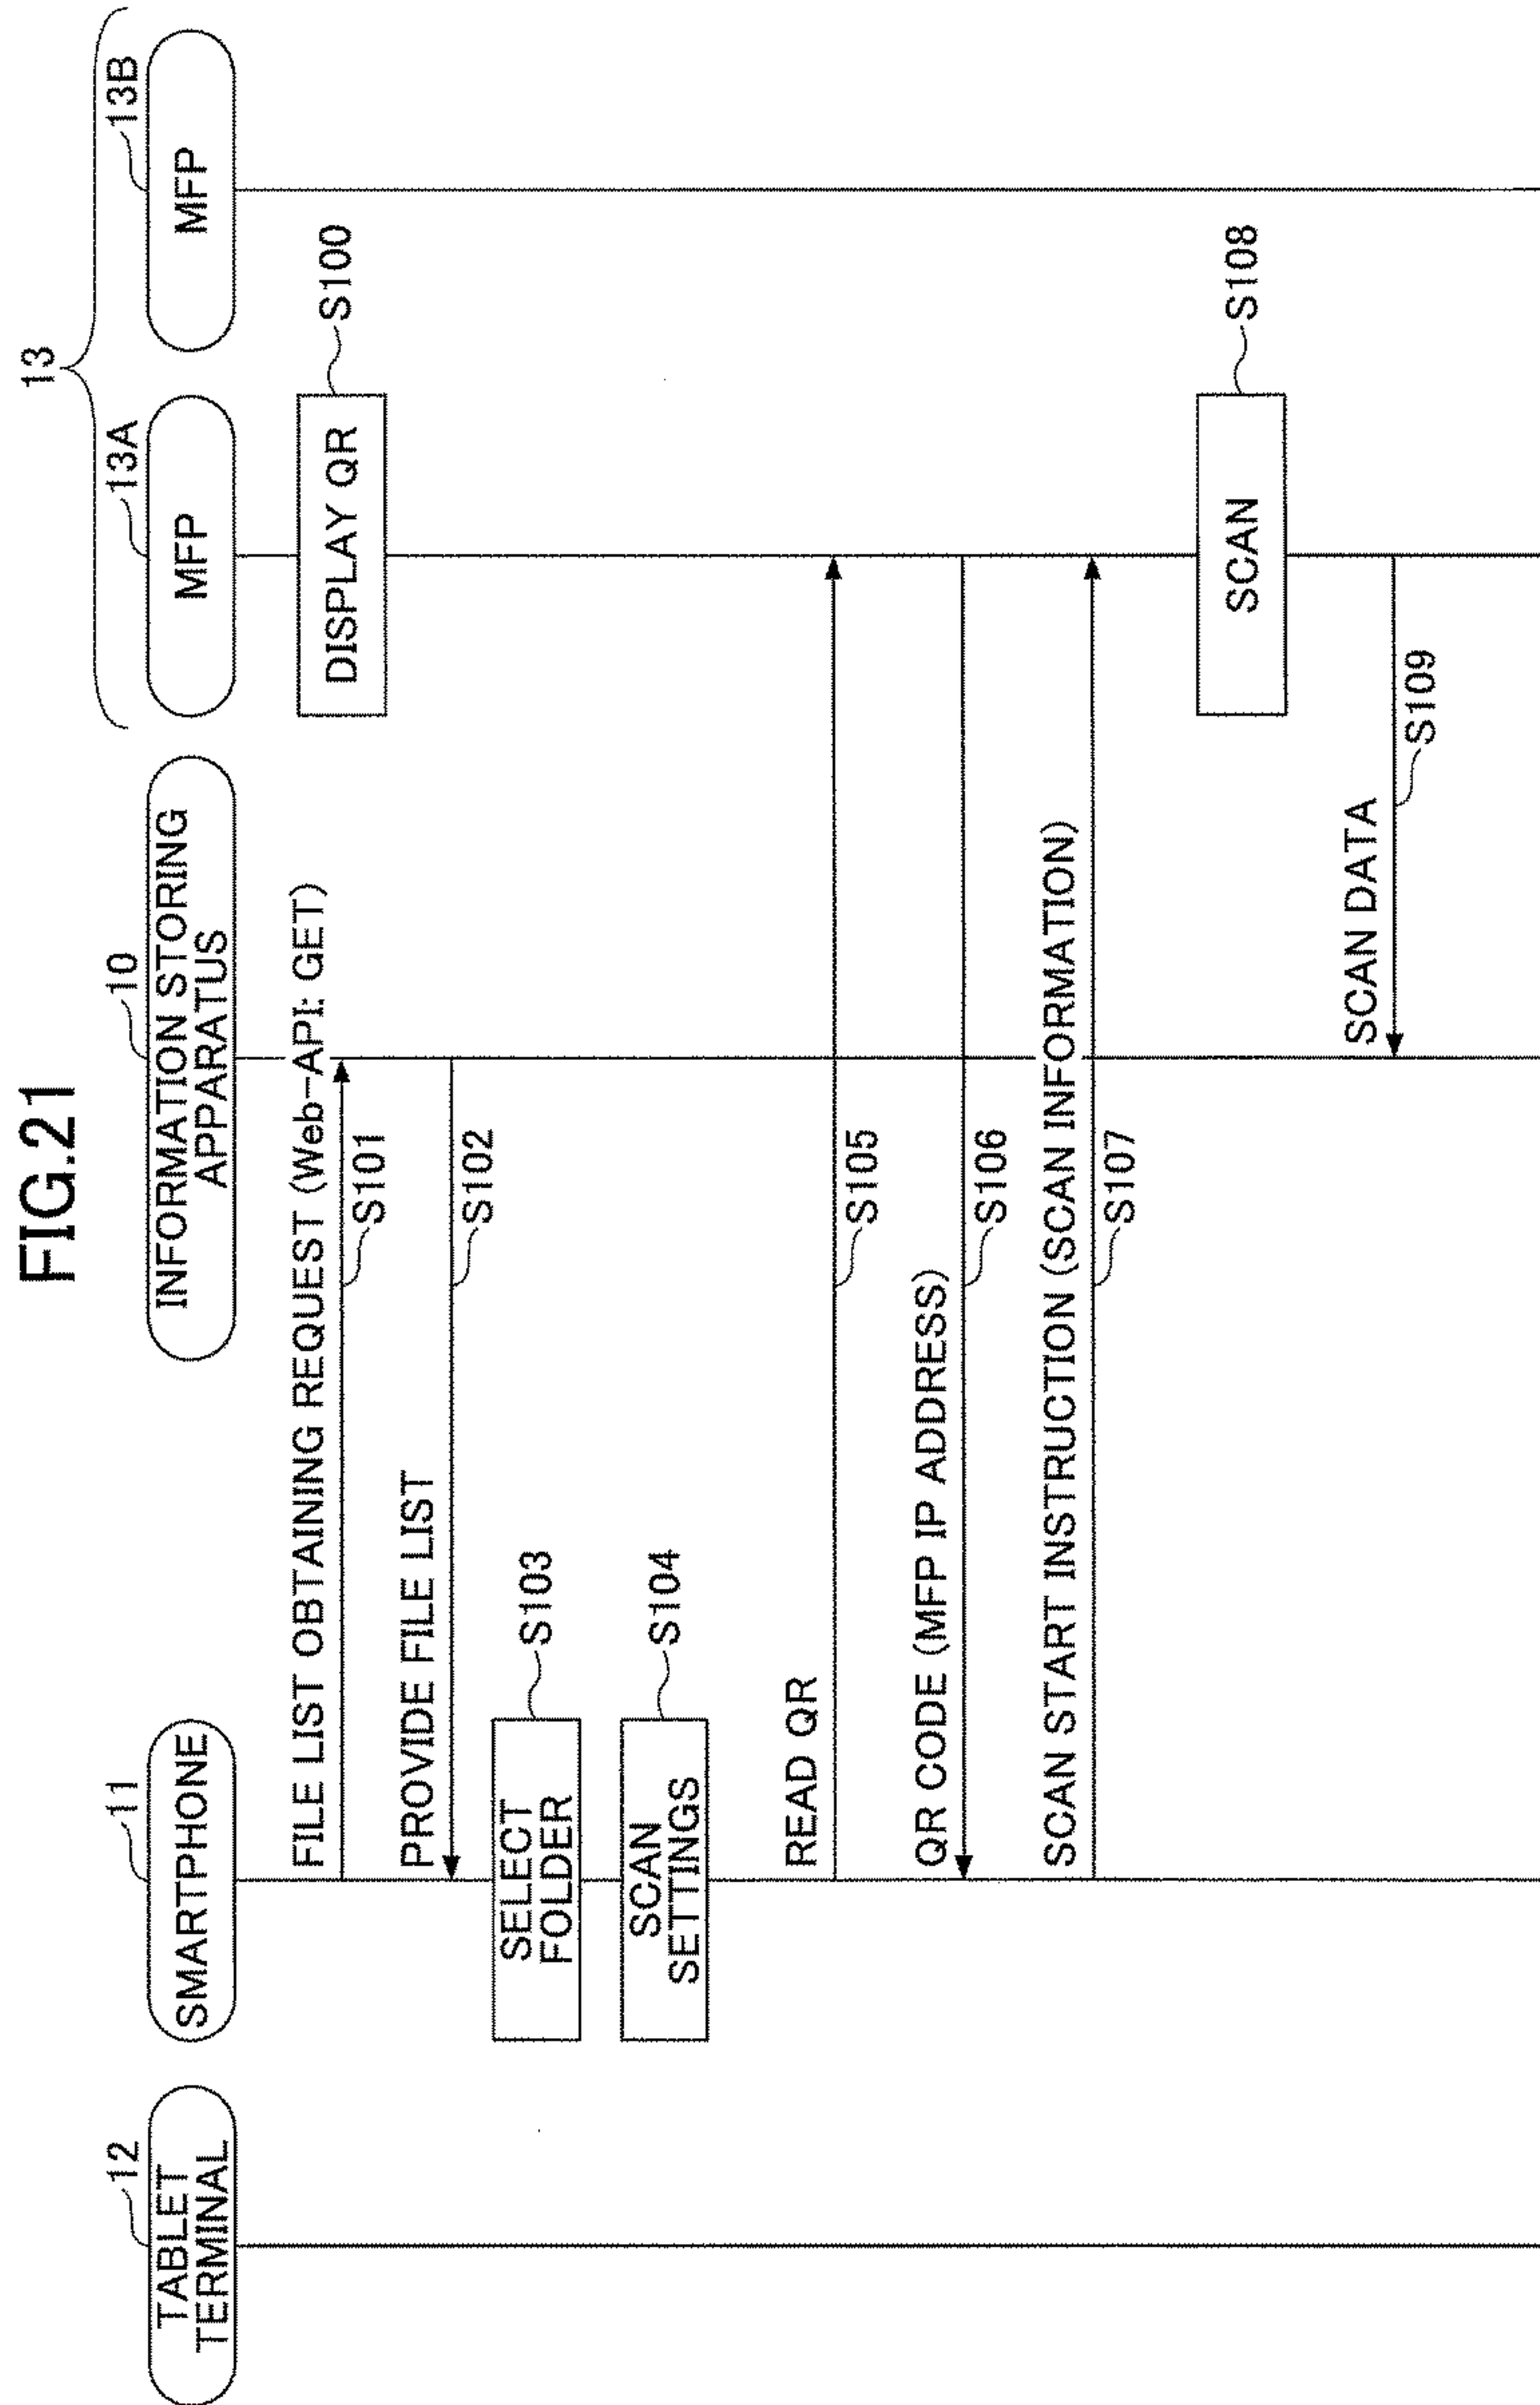 FIG.21
12
11
10
13
13A
13B
TABLET
TERMINAL
SMARTPHONE
INFORMATION STORING
APPARATUS
MFP
MFP
DISPLAY QR
S100
FILE LIST OBTAINING REQUEST (Web-API: GET)
S101
PROVIDE FILE LIST
S102
SELECT
FOLDER
S103
SCAN
SETTINGS
S104
READ QR
S105
QR CODE (MFP IP ADDRESS)
S106
SCAN START INSTRUCTION (SCAN INFORMATION)
S107
SCAN
S108
SCAN DATA
S109